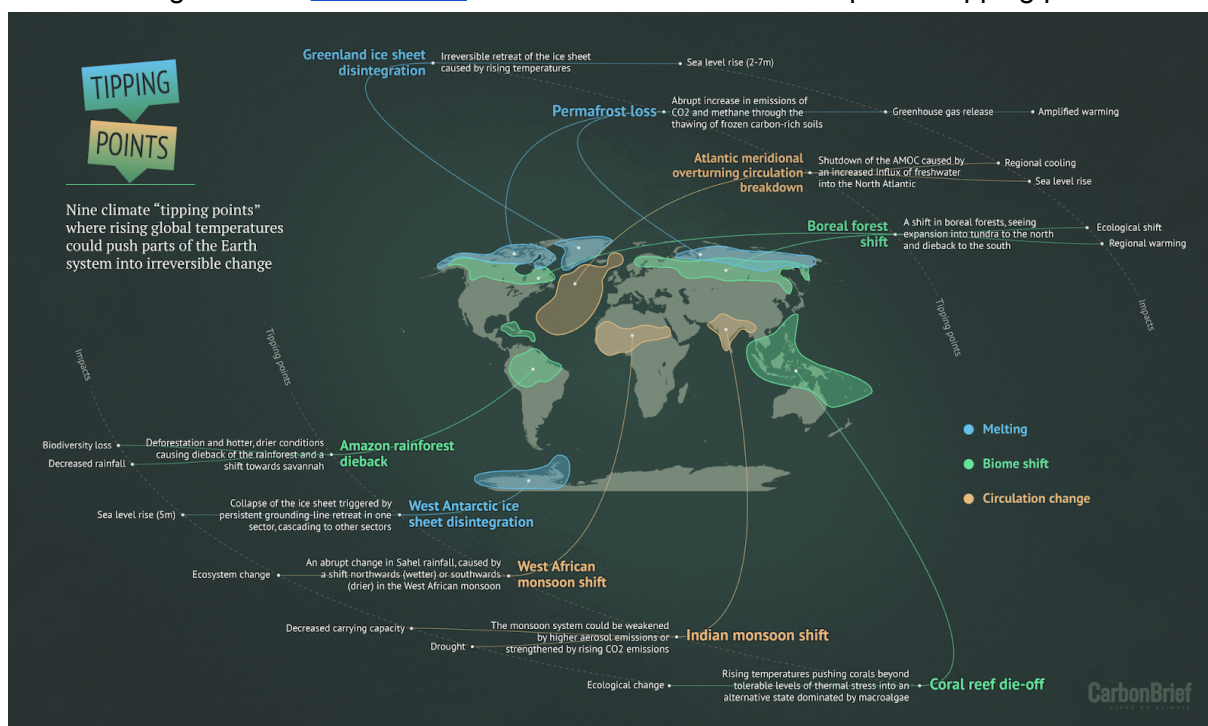 TIPPING
POINTS
Nine climate “tipping points”
where rising global temperatures
could push parts of the Earth
system into irreversible change
Greenland ice sheet
disintegration
Irreversible retreat of the ice sheet
caused by rising temperatures
Sea level rise (2-7m)
Permafrost loss
Abrupt increase in emissions of
CO2 and methane through the
thawing of frozen carbon-rich soils
Greenhouse gas release
Amplified warming
Atlantic meridional
overturning circulation
breakdown
Shutdown of the AMOC caused by
an increased influx of freshwater
into the North Atlantic
Regional cooling
Sea level rise
Boreal forest
shift
A shift in boreal forests, seeing
expansion into tundra to the north
and dieback to the south
Ecological shift
Regional warming
Tipping points
Impacts
Impacts
Tipping points
Biodiversity loss
Decreased rainfall
Deforestation and hotter, drier conditions
causing dieback of the rainforest and a
shift towards savannah
Amazon rainforest
dieback
Melting
Biome shift
Circulation change
Sea level rise (5m)
Collapse of the ice sheet triggered by
persistent grounding-line retreat in one
sector, cascading to other sectors
West Antarctic ice
sheet disintegration
Ecosystem change
An abrupt change in Sahel rainfall, caused by
a shift northwards (wetter) or southwards
(drier) in the West African monsoon
West African
monsoon shift
Decreased carrying capacity
Drought
The monsoon system could be weakened
by higher aerosol emissions or
strengthened by rising CO2 emissions
Indian monsoon shift
Ecological change
Rising temperatures pushing corals beyond
tolerable levels of thermal stress into an
alternative state dominated by macroalgae
Coral reef die-off
CarbonBrief
CLEAR ON CLIMATE